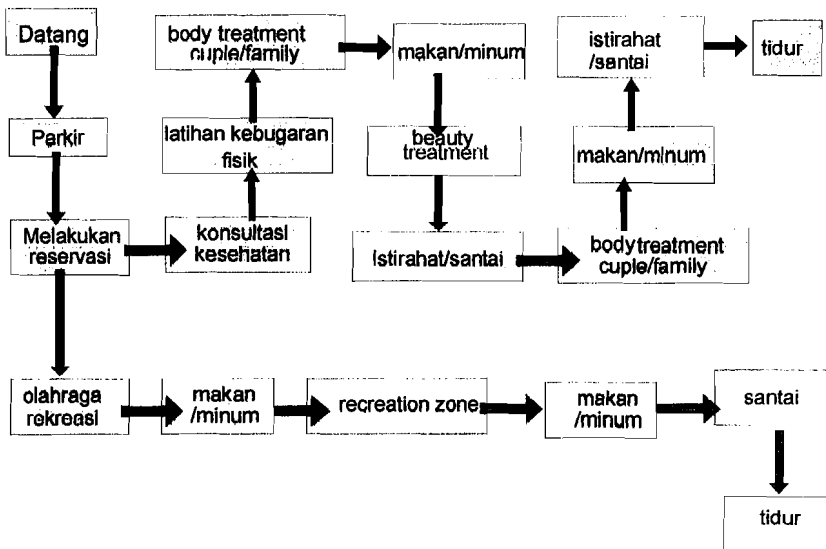 Datang
Parkir
Melakukan
reservasi
konsultasi
kesehatan
latihan kebugaran
fisik
body treatment
cuple/family
makan/minum
beauty
treatment
istirahat/santai
body treatment
cuple/family
makan/minum
istirahat
/santai
tidur
olahraga
rekreasi
makan
/minum
recreation zone
makan
/minum
santai
tidur